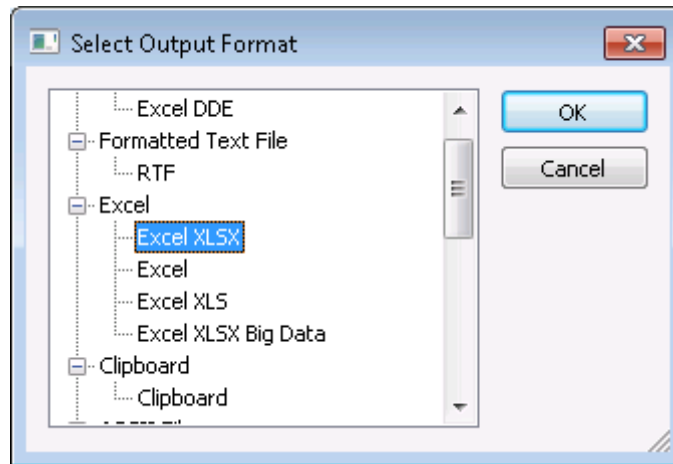 Select Output Format
Excel DDE
Formatted Text File
RTF
Excel
Excel XLSX
Excel
Excel XLS
Excel XLSX Big Data
Clipboard
Clipboard
OK
Cancel